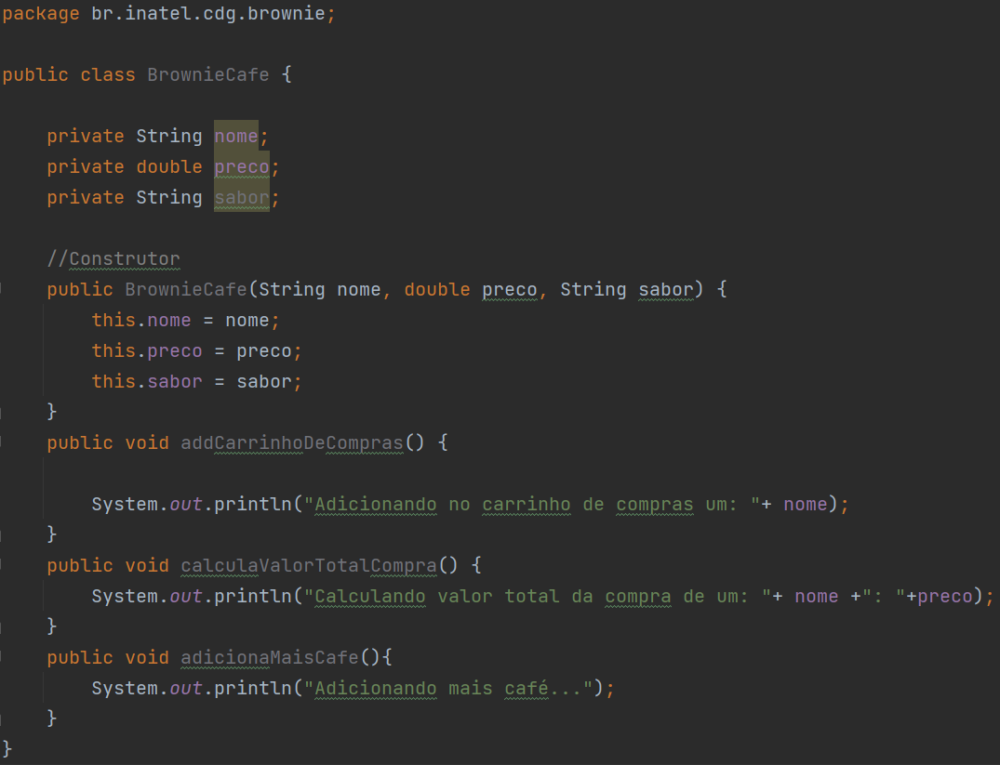 package br.inatel.cdg.brownie;
public class BrownieCafe {
private String nome;
private double preco;
private String sabor;
//Construtor
public BrownieCafe(String nome, double preco, String sabor) {
this.nome = nome;
this.preco = preco;
this.sabor = sabor;
}
public void addCarrinhoDeCompras() {
System.out.println("Adicionando no carrinho de compras um: "+ nome);
}
public void calculaValorTotalCompra() {
System.out.println("Calculando valor total da compra de um: "+ nome +": "+preco);
}
public void adicionaMaisCafe(){
System.out.println("Adicionando mais café...");
}
}